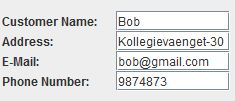 Customer Name: Bob
Address: Kollegievaenget-30
E-Mail: bob@gmail.com
Phone Number: 9874873